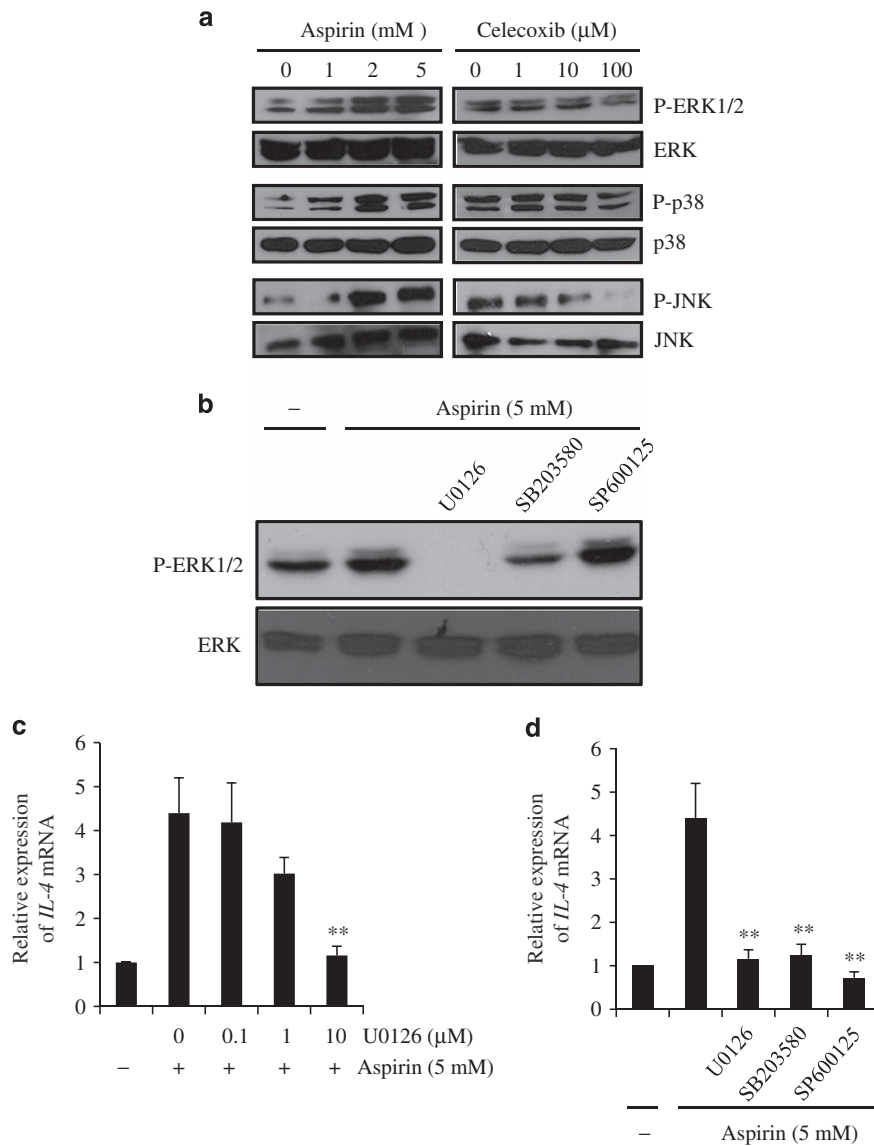 a
Aspirin (mM )
Celecoxib (μM)
0 1 2 5
0 1 10 100
P-ERK1/2
ERK
P-p38
p38
P-JNK
JNK
b
–
Aspirin (5 mM)
U0126
SB203580
SP600125
P-ERK1/2
ERK
c
Relative expression
of IL-4 mRNA
6
5
4
3
2
1
0
**
0 0.1 1 10 U0126 (μM)
– + + + + Aspirin (5 mM)
d
Relative expression
of IL-4 mRNA
6
5
4
3
2
1
0
** ** **
U0126
SB203580
SP600125
–
Aspirin (5 mM)